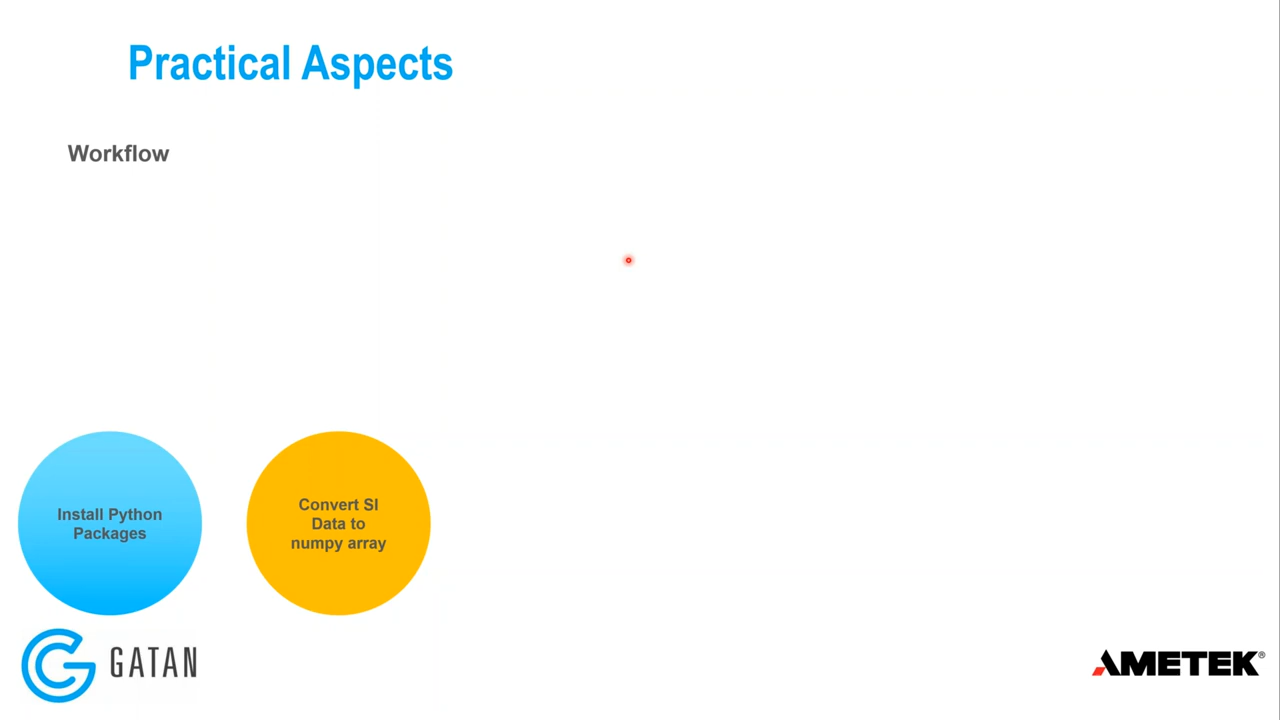 Practical Aspects
Workflow
Install Python
Packages
Convert SI
Data to
numpy array
GATAN
AMETEK®